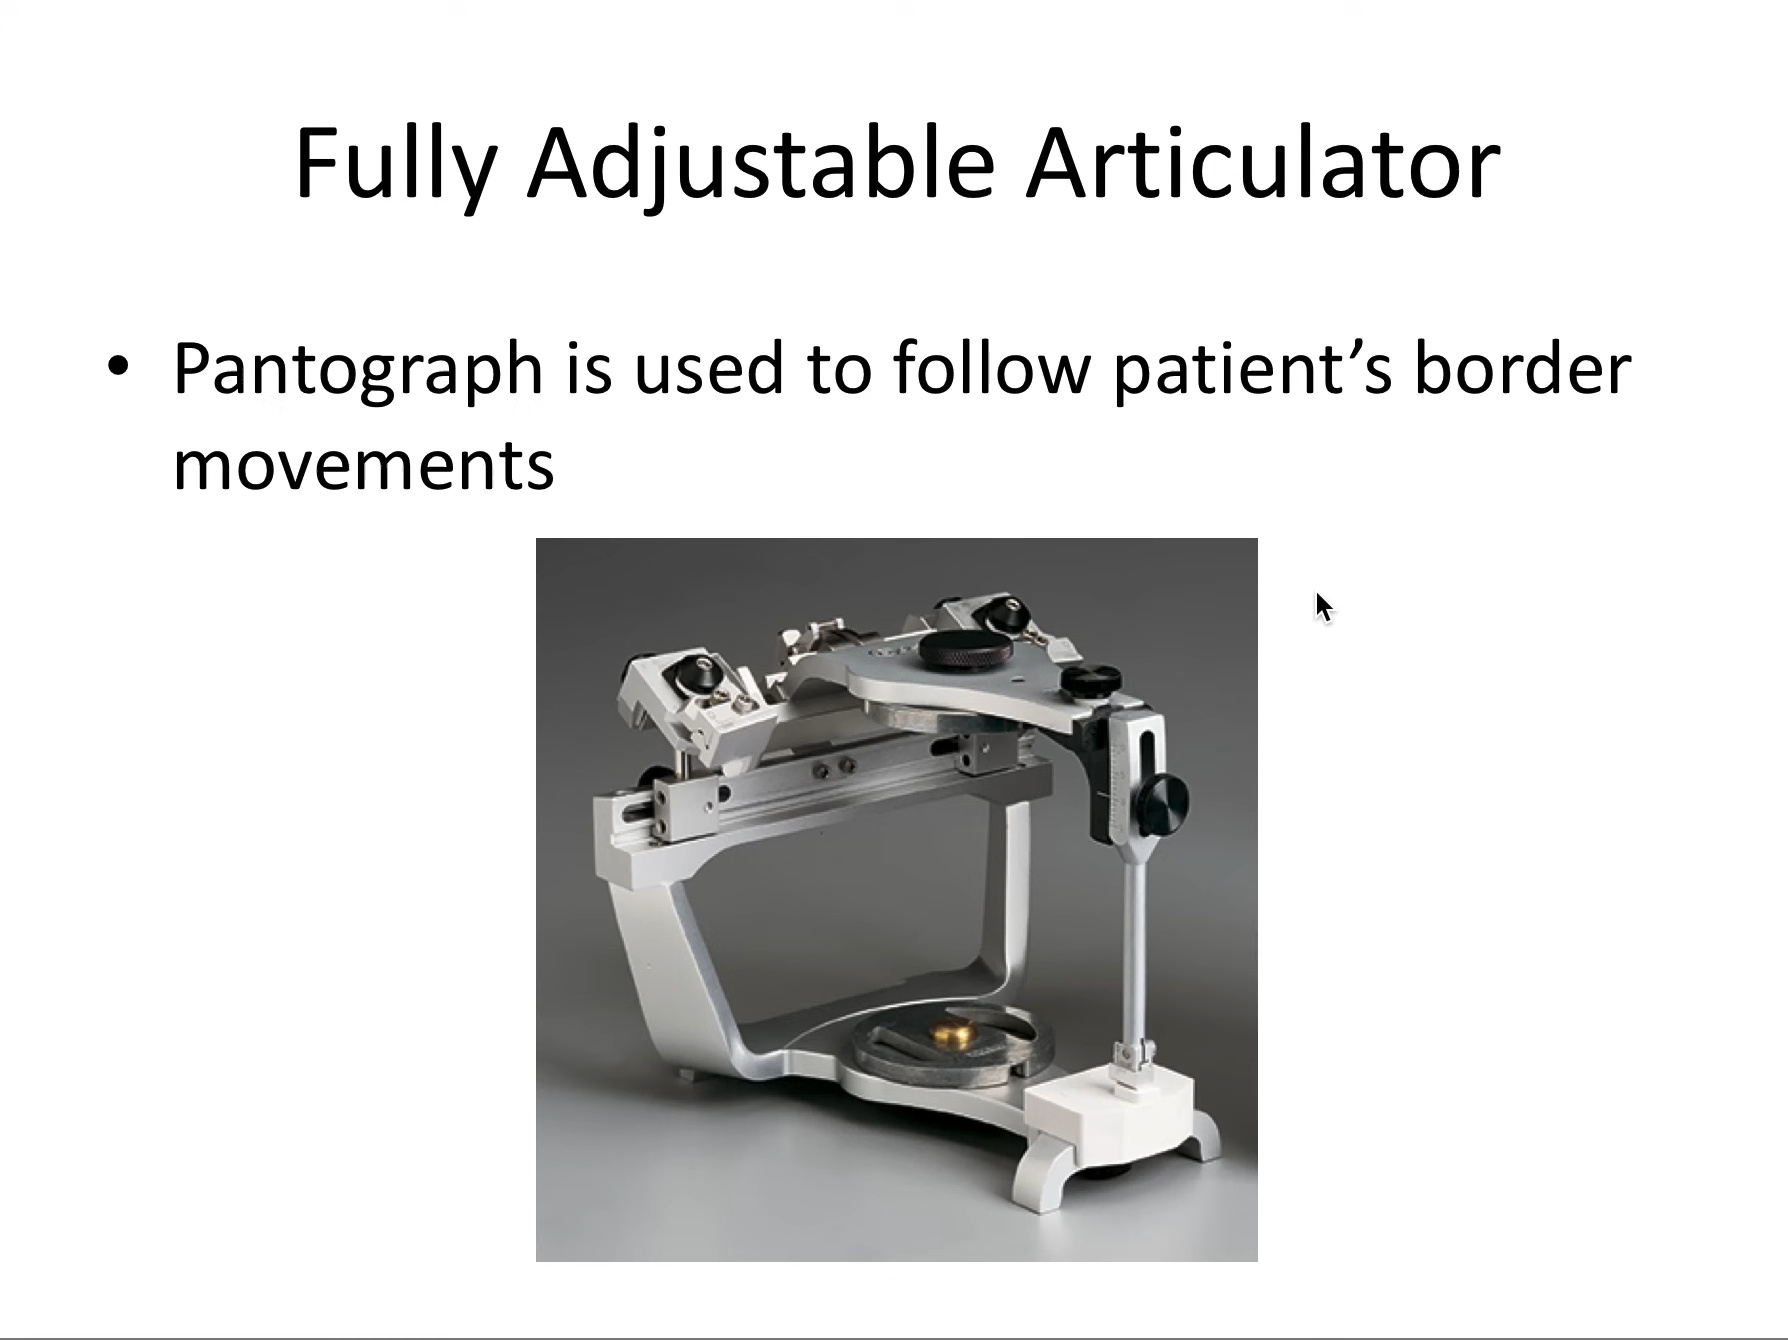 Fully Adjustable Articulator
• Pantograph is used to follow patient’s border
movements